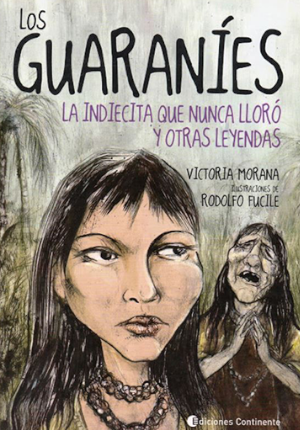 LOS
GUARANÍES
LA INDIECITA QUE NUNCA LLORÓ
Y OTRAS LEYENDAS
VICTORIA MORANA
ILUSTRACIONES DE
RODOLFO FUCILE
Ediciones Continente